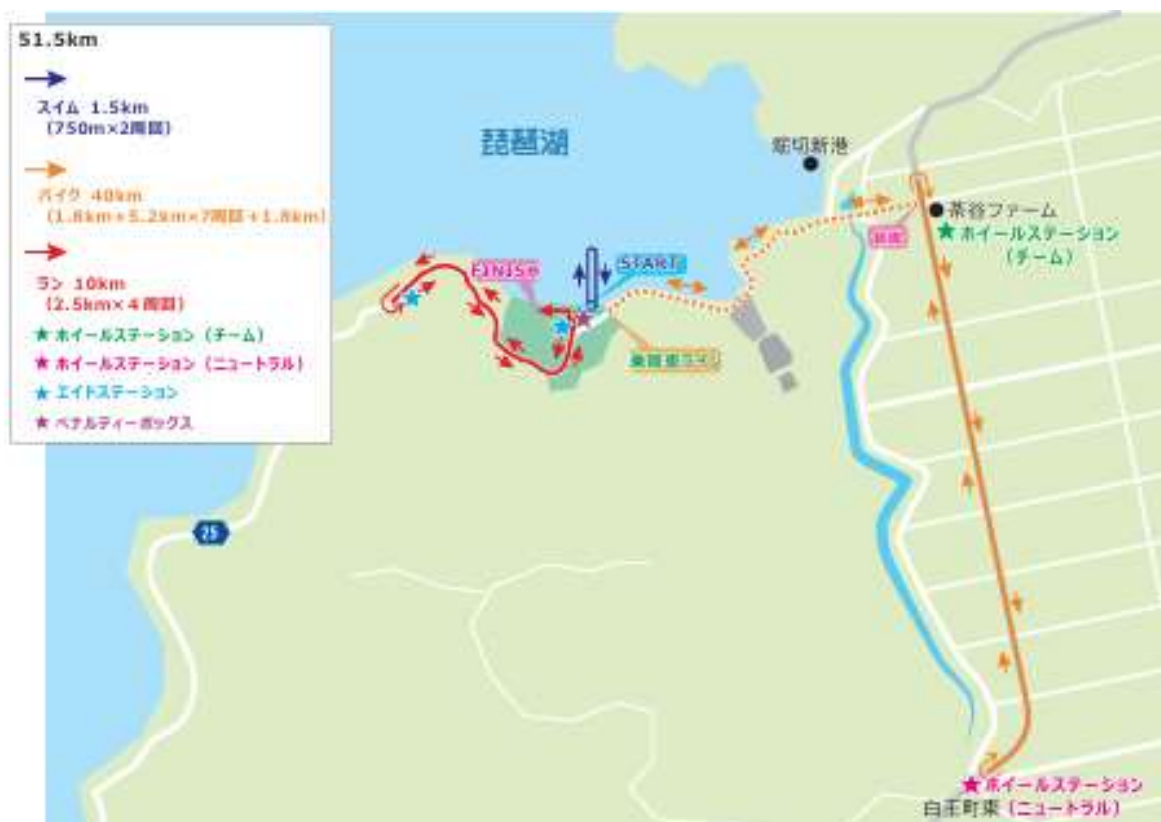 51.5km
スイム 1.5km
(750m×2周回)
バイク 40km
(1.8km+5.2km×7周回+1.8km)
ラン 10km
(2.5km×4周回)
★ホイールステーション(チーム)
★ホイールステーション(ニュートラル)
★エイドステーション
★ペナルティーボックス
琵琶湖
堀切新港
茶谷ファーム
★ホイールステーション
(チーム)
FINISH
START
25
★ホイールステーション
白王町東(ニュートラル)